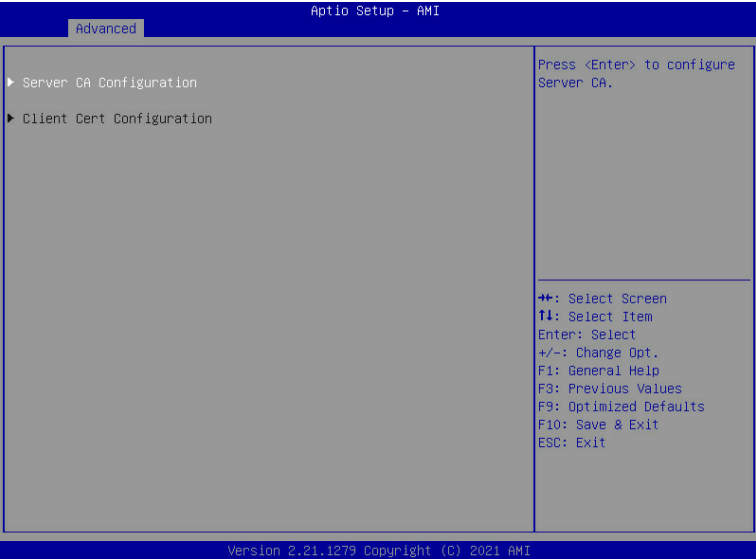 Aptio Setup – AMI
Advanced
Server CA Configuration
Client Cert Configuration
Press <Enter> to configure
Server CA.
→←: Select Screen
↑↓: Select Item
Enter: Select
+/-: Change Opt.
F1: General Help
F3: Previous Values
F9: Optimized Defaults
F10: Save & Exit
ESC: Exit
Version 2.21.1279 Copyright (C) 2021 AMI